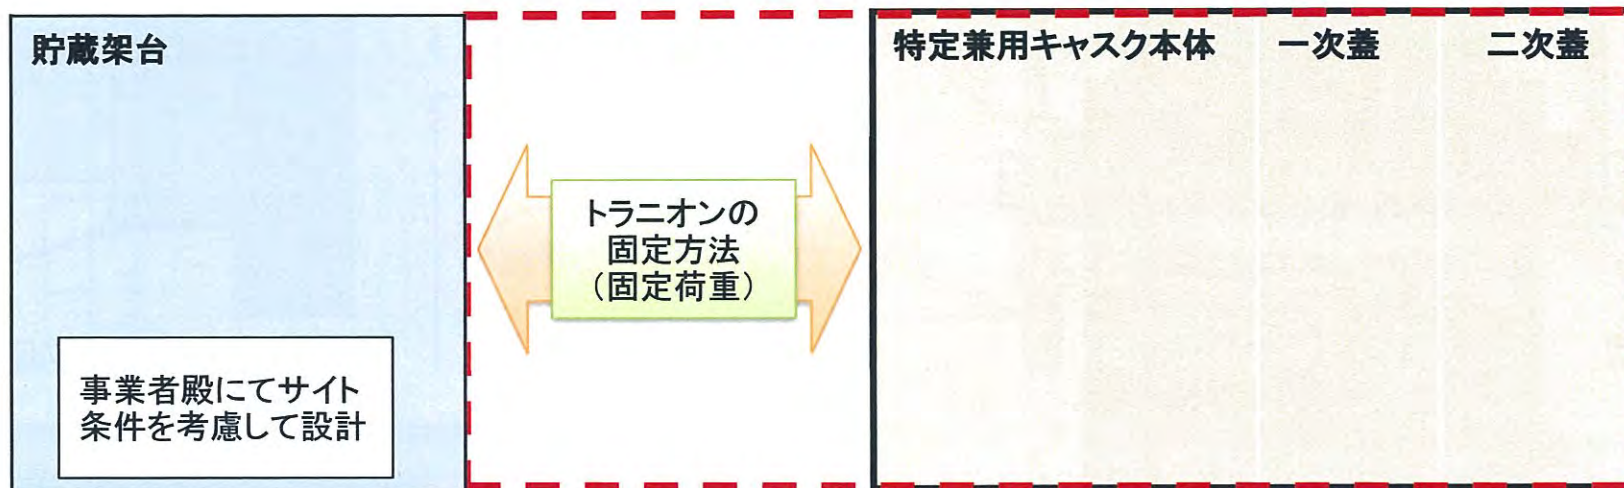 貯蔵架台
特定兼用キャスク本体
一次蓋
二次蓋
トラニオンの
固定方法
(固定荷重)
事業者殿にてサイト
条件を考慮して設計